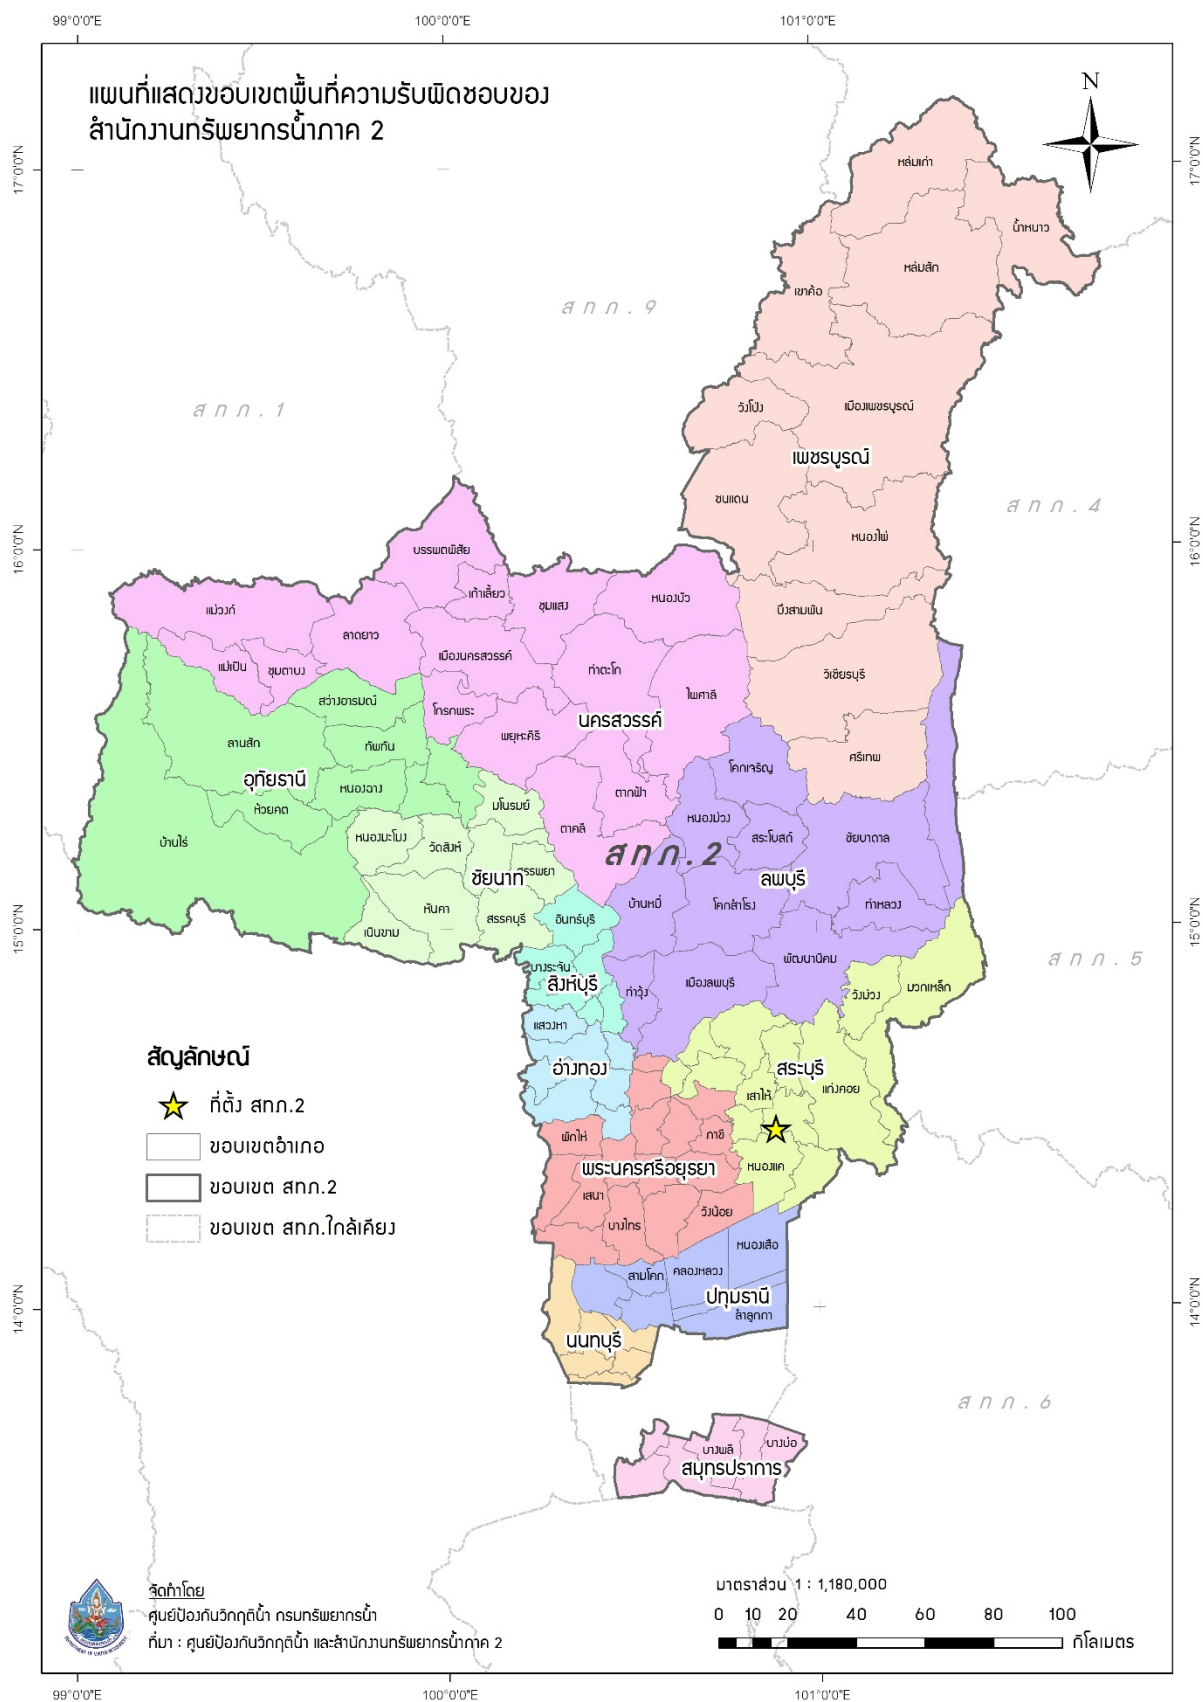 99°0'0"E 100°0'0"E 101°0'0"E
แผนที่แสดงขอบเขตพื้นที่ความรับผิดชอบของ
สำนักงานทรัพยากรน้ำภาค 2
N
17°0'0"N 17°0'0"N
หล่มเก่า
น้ำหนาว
หล่มสัก
เขาค้อ
สทภ.9
สทภ.1
วังโป่ง
เมืองเพชรบูรณ์
เพชรบูรณ์
ชนแดน
สทภ.4
หนองไผ่
16°0'0"N 16°0'0"N
บรรพตพิสัย
เก้าเลี้ยว
ชุมแสง
หนองบัว
แม่วงก์
บึงสามพัน
ลาดยาว
เมืองนครสวรรค์
แม่เปิน
ชุมตาบง
ท่าตะโก
วิเชียรบุรี
ไพศาลี
สว่างอารมณ์
โกรกพระ
นครสวรรค์
พยุหะคีรี
ลานสัก
ทัพทัน
ศรีเทพ
โคกเจริญ
อุทัยธานี
หนองฉาง
ตากฟ้า
ห้วยคต
มโนรมย์
หนองม่วง
ตาคลี
บ้านไร่
หนองมะโมง
วัดสิงห์
สระโบสถ์
ชัยบาดาล
สทภ.2
สรรพยา
ชัยนาท
ลพบุรี
หันคา
บ้านหมี่
โคกสำโรง
ท่าหลวง
เนินขาม
สรรคบุรี
อินทร์บุรี
15°0'0"N 15°0'0"N
พัฒนานิคม
สทภ.5
บางระจัน
สิงห์บุรี
ท่าวุ้ง
เมืองลพบุรี
วังม่วง
มวกเหล็ก
แสวงหา
อ่างทอง
สระบุรี
เสาไห้
แก่งคอย
สัญลักษณ์
ที่ตั้ง สทภ.2
ขอบเขตอำเภอ
ขอบเขต สทภ.2
ขอบเขต สทภ.ใกล้เคียง
ผักไห่
ภาชี
พระนครศรีอยุธยา
หนองแค
เสนา
บางไทร
วังน้อย
หนองเสือ
สามโคก
คลองหลวง
ปทุมธานี
ลำลูกกา
14°0'0"N 14°0'0"N
นนทบุรี
สทภ.6
บางพลี
บางบ่อ
สมุทรปราการ
จัดทำโดย
ศูนย์ป้องกันวิกฤติน้ำ กรมทรัพยากรน้ำ
ที่มา : ศูนย์ป้องกันวิกฤติน้ำ และสำนักงานทรัพยากรน้ำภาค 2
มาตราส่วน 1 : 1,180,000
0 10 20 40 60 80 100
กิโลเมตร
99°0'0"E 100°0'0"E 101°0'0"E